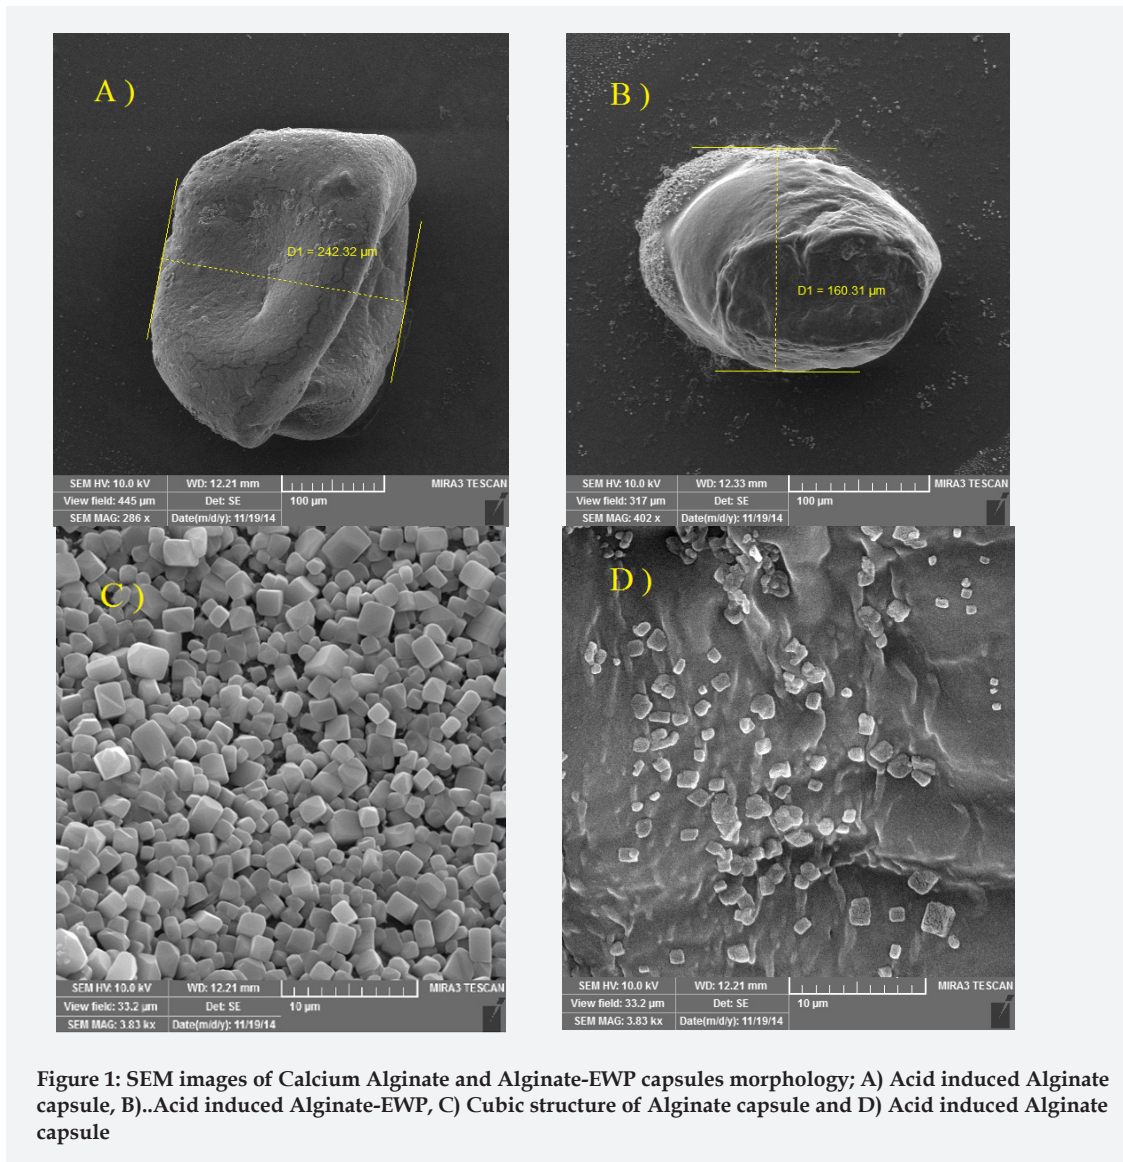 A )
D1 = 242.32 µm
SEM HV: 10.0 kV WD: 12.21 mm MIRA3 TESCAN
View field: 445 µm Det: SE 100 µm
SEM MAG: 286 x Date(m/d/y): 11/19/14
B )
D1 = 160.31 µm
SEM HV: 10.0 kV WD: 12.33 mm MIRA3 TESCAN
View field: 317 µm Det: SE 100 µm
SEM MAG: 402 x Date(m/d/y): 11/19/14
C )
SEM HV: 10.0 kV WD: 12.21 mm MIRA3 TESCAN
View field: 33.2 µm Det: SE 10 µm
SEM MAG: 3.83 kx Date(m/d/y): 11/19/14
D )
SEM HV: 10.0 kV WD: 12.21 mm MIRA3 TESCAN
View field: 33.2 µm Det: SE 10 µm
SEM MAG: 3.83 kx Date(m/d/y): 11/19/14
Figure 1: SEM images of Calcium Alginate and Alginate-EWP capsules morphology; A) Acid induced Alginate
capsule, B)..Acid induced Alginate-EWP, C) Cubic structure of Alginate capsule and D) Acid induced Alginate
capsule